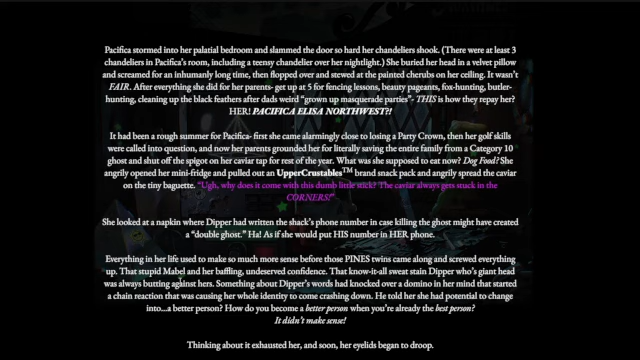 Pacifica stormed into her palatial bedroom and slammed the door so hard her chandeliers shook. (There were at least 3
chandeliers in Pacifica's room, including a teensy chandelier over her nightlight.) She buried her head in a velvet pillow
and screamed for an inhumanly long time, then flopped over and stewed at the painted cherubs on her ceiling. It wasn't
FAIR. After everything she did for her parents- get up at 5 for fencing lessons, beauty pageants, fox-hunting, butler-
hunting, cleaning up the black feathers after dads weird "grown up masquerade parties"- THIS is how they repay her?
HER! PACIFICA ELISA NORTHWEST?!
It had been a rough summer for Pacifica- first she came alarmingly close to losing a Party Crown, then her golf skills
were called into question, and now her parents grounded her for literally saving the entire family from a Category 10
ghost and shut off the spigot on her caviar tap for rest of the year. What was she supposed to eat now? Dog Food? She
angrily opened her mini-fridge and pulled out an UpperCrustables™ brand snack pack and angrily spread the caviar
on the tiny baguette. "Ugh, why does it come with this dumb little stick? The caviar always gets stuck in the
CORNERS!"
She looked at a napkin where Dipper had written the shack's phone number in case killing the ghost might have created
a "double ghost." Ha! As if she would put HIS number in HER phone.
Everything in her life used to make so much more sense before those PINES twins came along and screwed everything
up. That stupid Mabel and her baffling, undeserved confidence. That know-it-all sweat stain Dipper who's giant head
was always butting against hers. Something about Dipper's words had knocked over a domino in her mind that started
a chain reaction that was causing her whole identity to come crashing down. He told her she had potential to change
into...a better person? How do you become a better person when you're already the best person?
It didn't make sense!
Thinking about it exhausted her, and soon, her eyelids began to droop.